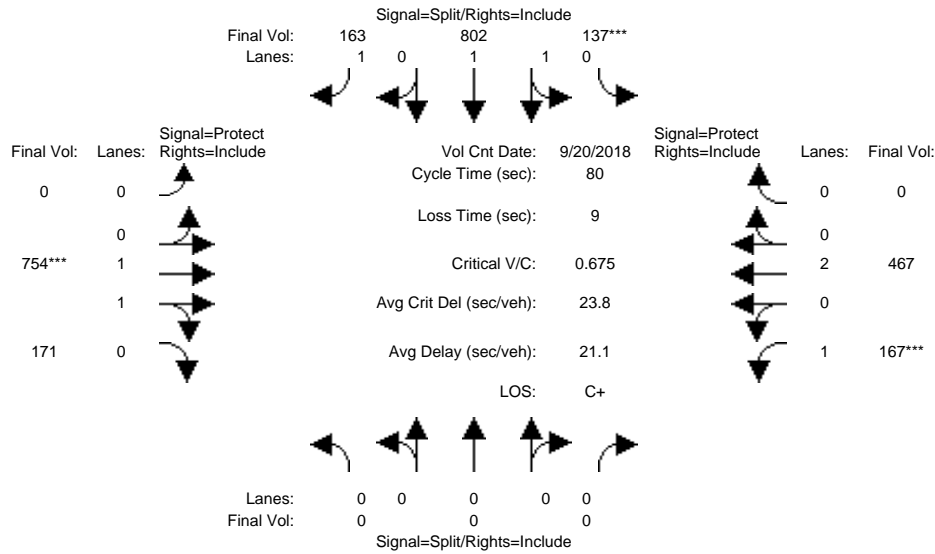 Signal=Split/Rights=Include
Final Vol: 163 802 137***
Lanes: 1 0 1 1 0
Signal=Protect Signal=Protect
Final Vol: Lanes: Rights=Include Vol Cnt Date: 9/20/2018 Rights=Include Lanes: Final Vol:
Cycle Time (sec): 80
0 0 0 0
Loss Time (sec): 9
0 0
754*** 1 Critical V/C: 0.675 2 467
1 Avg Crit Del (sec/veh): 23.8 0
171 0 Avg Delay (sec/veh): 21.1 1 167***
LOS: C+
Lanes: 0 0 0 0 0
Final Vol: 0 0 0
Signal=Split/Rights=Include